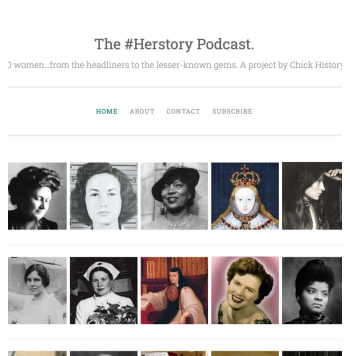 The #Herstory Podcast.
0 women...from the headliners to the lesser-known gems. A project by Chick History
HOME ABOUT CONTACT SUBSCRIBE